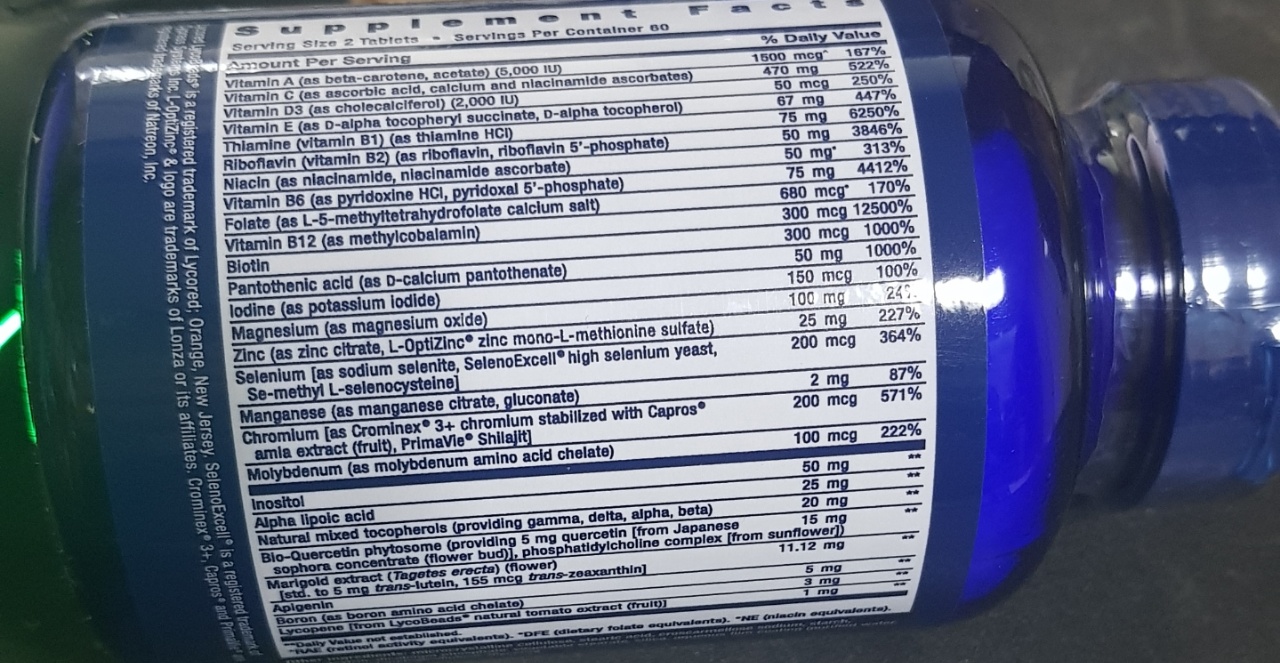 Supplement Facts
Serving Size 2 Tablets • Servings Per Container 60
Amount Per Serving % Daily Value
Vitamin A (as beta-carotene, acetate) (5,000 IU) 1500 mcg^ 167%
Vitamin C (as ascorbic acid, calcium and niacinamide ascorbates) 470 mg 522%
Vitamin D3 (as cholecalciferol) (2,000 IU) 50 mcg 250%
Vitamin E (as D-alpha tocopheryl succinate, D-alpha tocopherol) 67 mg 447%
Thiamine (vitamin B1) (as thiamine HCl) 75 mg 6250%
Riboflavin (vitamin B2) (as riboflavin, riboflavin 5'-phosphate) 50 mg 3846%
Niacin (as niacinamide, niacinamide ascorbate) 50 mg* 313%
Vitamin B6 (as pyridoxine HCl, pyridoxal 5'-phosphate) 75 mg 4412%
Folate (as L-5-methyltetrahydrofolate calcium salt) 680 mcg* 170%
Vitamin B12 (as methylcobalamin) 300 mcg 12500%
Biotin 300 mcg 1000%
Pantothenic acid (as D-calcium pantothenate) 50 mg 1000%
Iodine (as potassium iodide) 150 mcg 100%
Magnesium (as magnesium oxide) 100 mg 24%
Zinc (as zinc citrate, L-OptiZinc® zinc mono-L-methionine sulfate) 25 mg 227%
Selenium [as sodium selenite, SelenoExcell® high selenium yeast, 200 mcg 364%
Se-methyl L-selenocysteine]
Manganese (as manganese citrate, gluconate) 2 mg 87%
Chromium [as Crominex® 3+ chromium stabilized with Capros® 200 mcg 571%
amla extract (fruit), PrimaVie® Shilajit]
Molybdenum (as molybdenum amino acid chelate) 100 mcg 222%
Inositol 50 mg **
Alpha lipoic acid 25 mg **
Natural mixed tocopherols (providing gamma, delta, alpha, beta) 20 mg **
Bio-Quercetin phytosome (providing 5 mg quercetin [from Japanese 15 mg **
sophora concentrate (flower bud)], phosphatidylcholine complex [from sunflower])
Marigold extract (Tagetes erecta) (flower) 11.12 mg **
[std. to 5 mg trans-lutein, 155 mcg trans-zeaxanthin]
Apigenin 5 mg **
Boron (as boron amino acid chelate) 3 mg **
Lycopene [from LycoBeads® natural tomato extract (fruit)] 1 mg **
**Daily Value not established.
^RAE (retinol activity equivalents). *DFE (dietary folate equivalents). *NE (niacin equivalents).
® is a registered trademark of Lycored; Orange, New Jersey. SelenoExcell® is a registered trademark
Inc. L-OptiZinc® & logo are trademarks of Lonza or its affiliates. Crominex® 3+, Capros® and PrimaVie®
trademarks of Natreon, Inc.